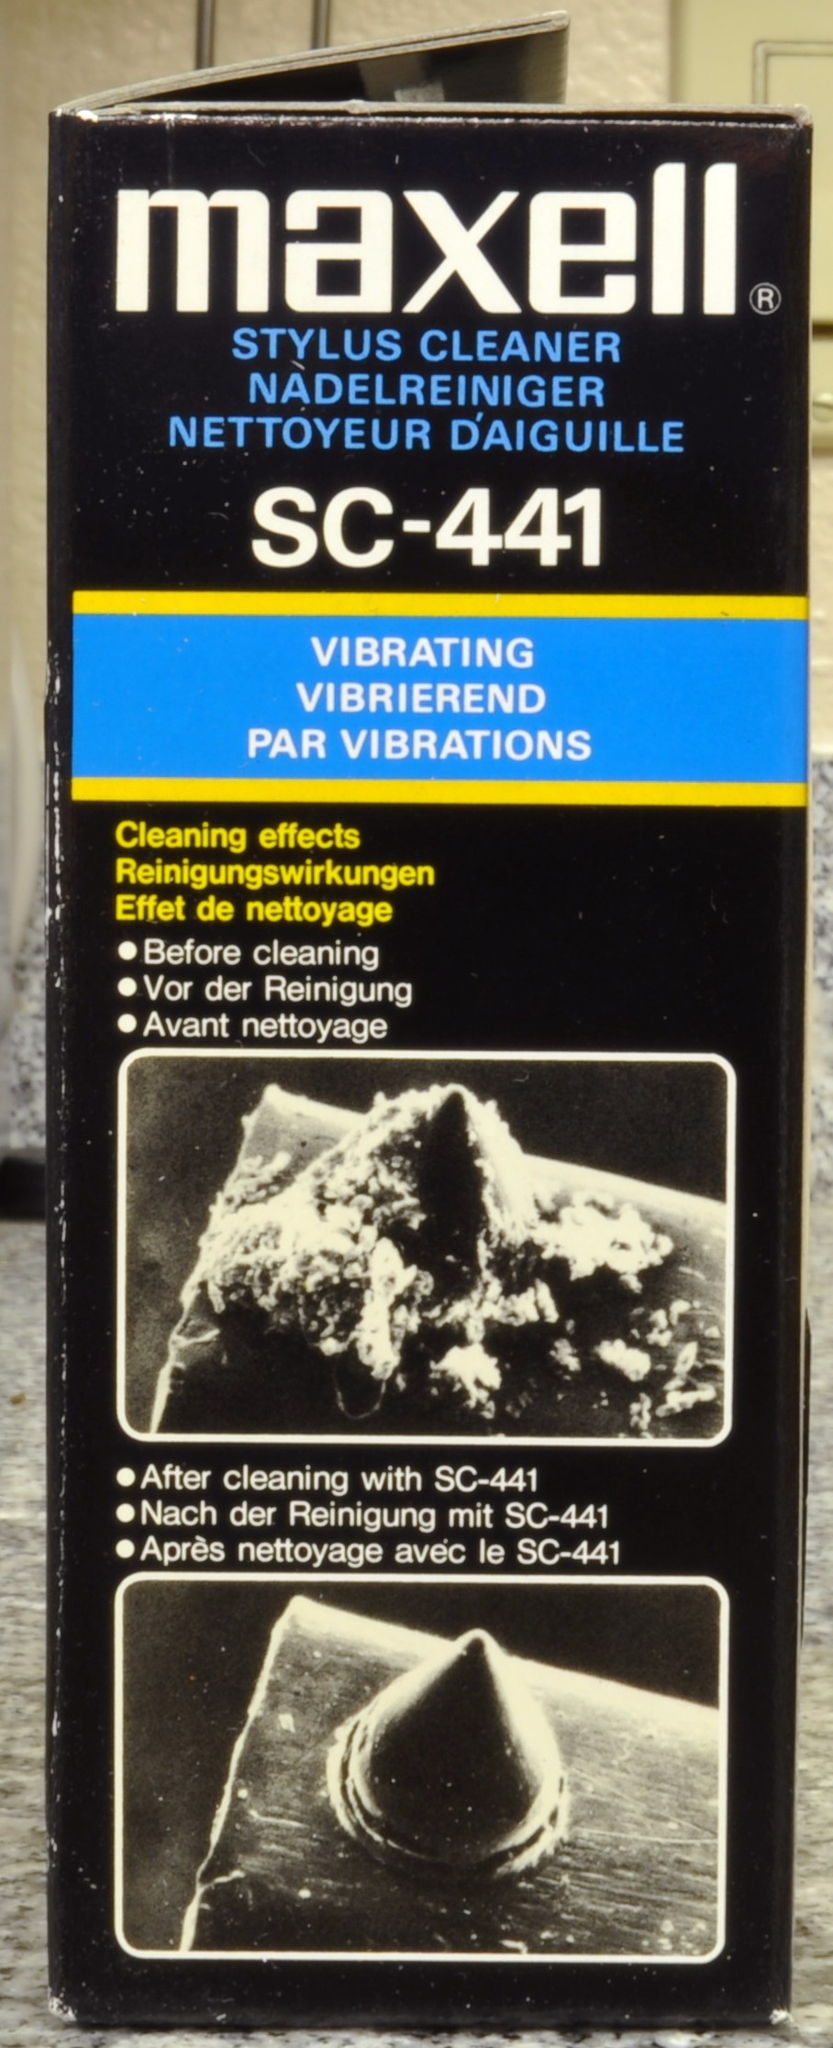 maxell®
STYLUS CLEANER
NADELREINIGER
NETTOYEUR D'AIGUILLE
SC-441
VIBRATING
VIBRIEREND
PAR VIBRATIONS
Cleaning effects
Reinigungswirkungen
Effet de nettoyage
● Before cleaning
● Vor der Reinigung
● Avant nettoyage
● After cleaning with SC-441
● Nach der Reinigung mit SC-441
● Après nettoyage avec le SC-441